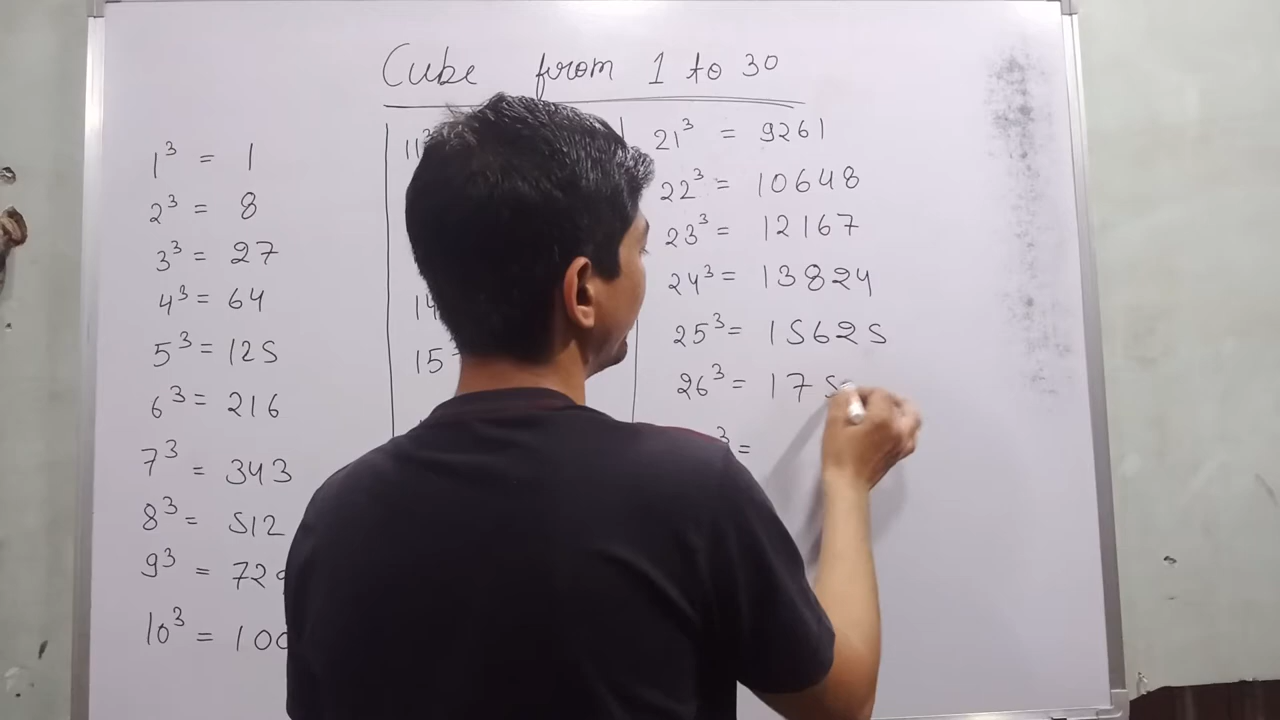 Cube from 1 to 30
1³ = 1
2³ = 8
3³ = 27
4³ = 64
5³ = 125
6³ = 216
7³ = 343
8³ = 512
9³ = 729
10³ = 100
11³
14
15
21³ = 9261
22³ = 10648
23³ = 12167
24³ = 13824
25³ = 15625
26³ = 175
³ =